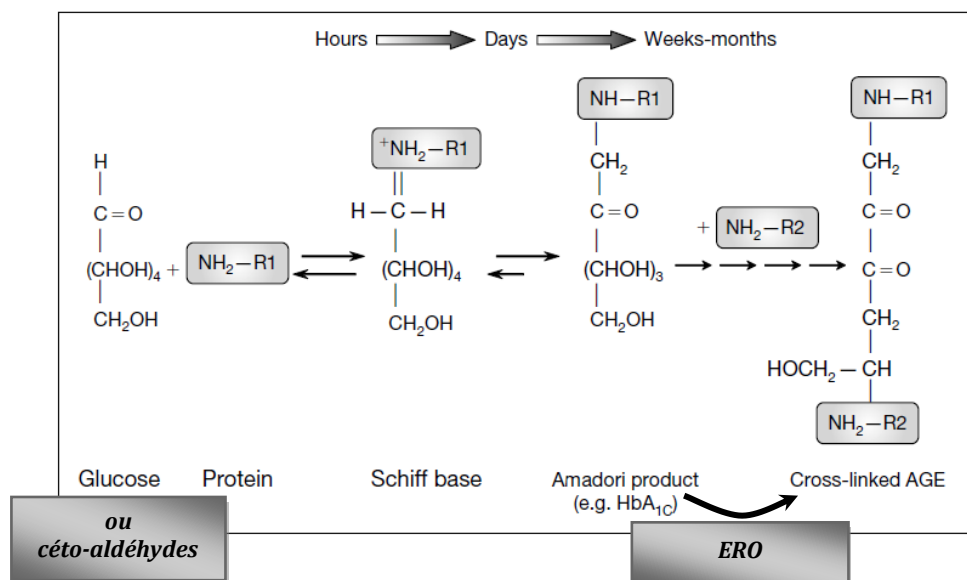 Hours Days Weeks-months
H
C=O
(CHOH)₄ + NH₂–R1
CH₂OH
⁺NH₂–R1
H–C–H
(CHOH)₄
CH₂OH
NH–R1
CH₂
C=O
(CHOH)₃
CH₂OH
+ NH₂–R2
NH–R1
CH₂
C=O
C=O
CH₂
HOCH₂–CH
NH₂–R2
Glucose Protein Schiff base Amadori product Cross-linked AGE
(e.g. HbA₁C)
ou
céto-aldéhydes
ERO